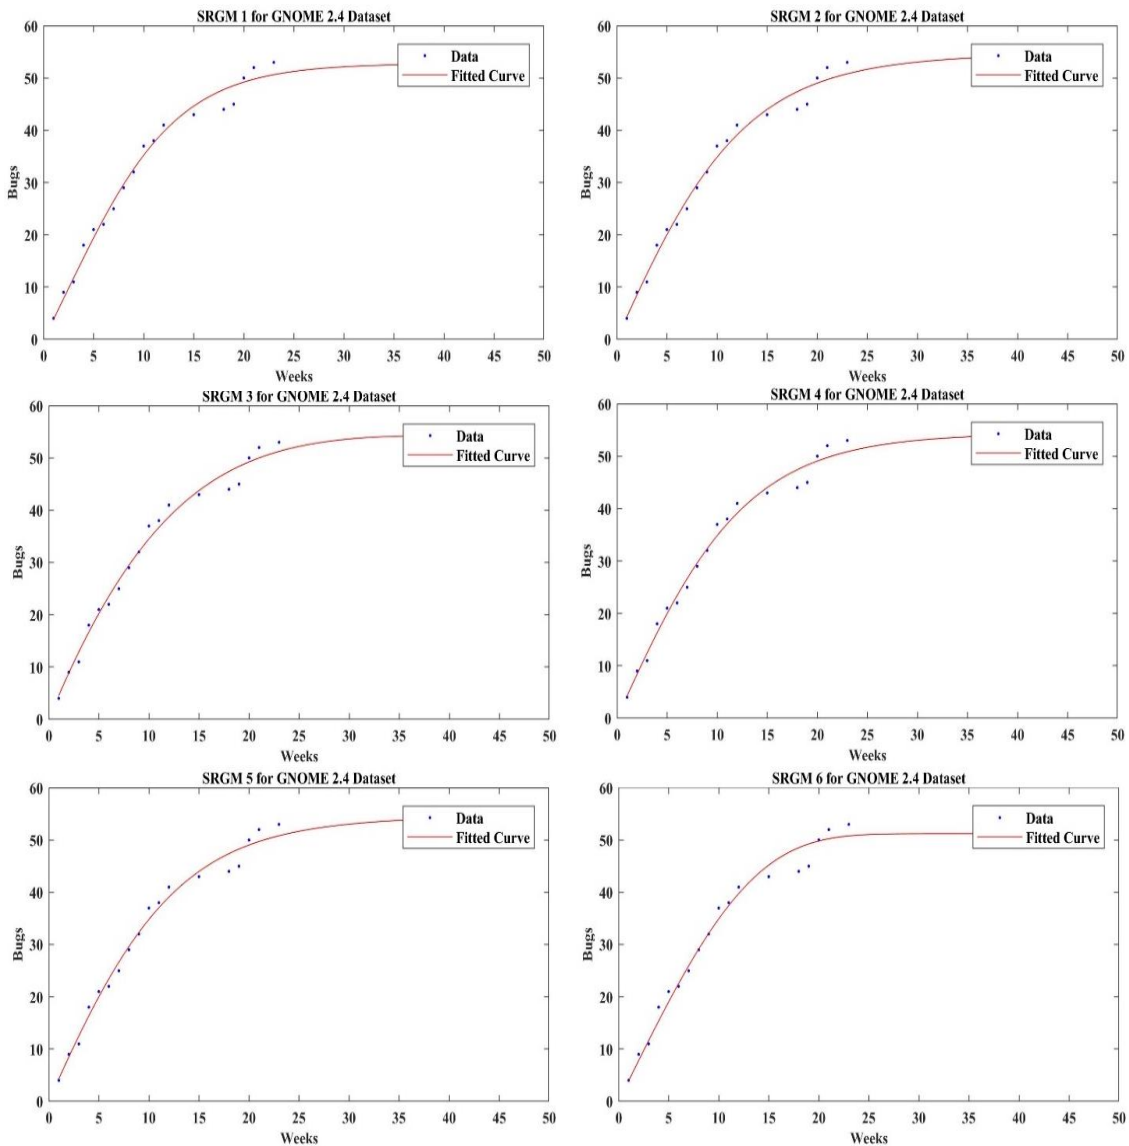 SRGM 1 for GNOME 2.4 Dataset
60
50
40
30
20
10
0
Bugs
Data
Fitted Curve
0 5 10 15 20 25 30 35 40 45 50
Weeks
SRGM 2 for GNOME 2.4 Dataset
60
50
40
30
20
10
0
Bugs
Data
Fitted Curve
0 5 10 15 20 25 30 35 40 45 50
Weeks
SRGM 3 for GNOME 2.4 Dataset
60
50
40
30
20
10
0
Bugs
Data
Fitted Curve
0 5 10 15 20 25 30 35 40 45 50
Weeks
SRGM 4 for GNOME 2.4 Dataset
60
50
40
30
20
10
0
Bugs
Data
Fitted Curve
0 5 10 15 20 25 30 35 40 45 50
Weeks
SRGM 5 for GNOME 2.4 Dataset
60
50
40
30
20
10
0
Bugs
Data
Fitted Curve
0 5 10 15 20 25 30 35 40 45 50
Weeks
SRGM 6 for GNOME 2.4 Dataset
60
50
40
30
20
10
0
Bugs
Data
Fitted Curve
0 5 10 15 20 25 30 35 40 45 50
Weeks